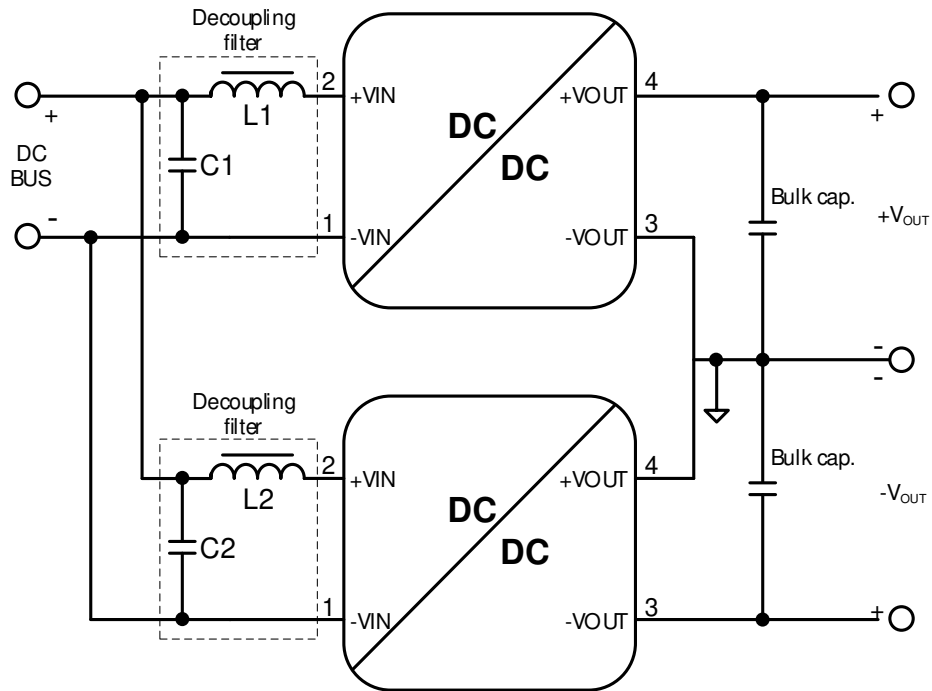 Decoupling
filter
2
+VIN
L1
+VOUT
4
+
DC
BUS
-
C1
DC
DC
+
Bulk cap.
+VOUT
1
-VIN
-VOUT
3
-
-
Decoupling
filter
2
+VIN
L2
+VOUT
4
C2
DC
DC
Bulk cap.
-VOUT
1
-VIN
-VOUT
3
+